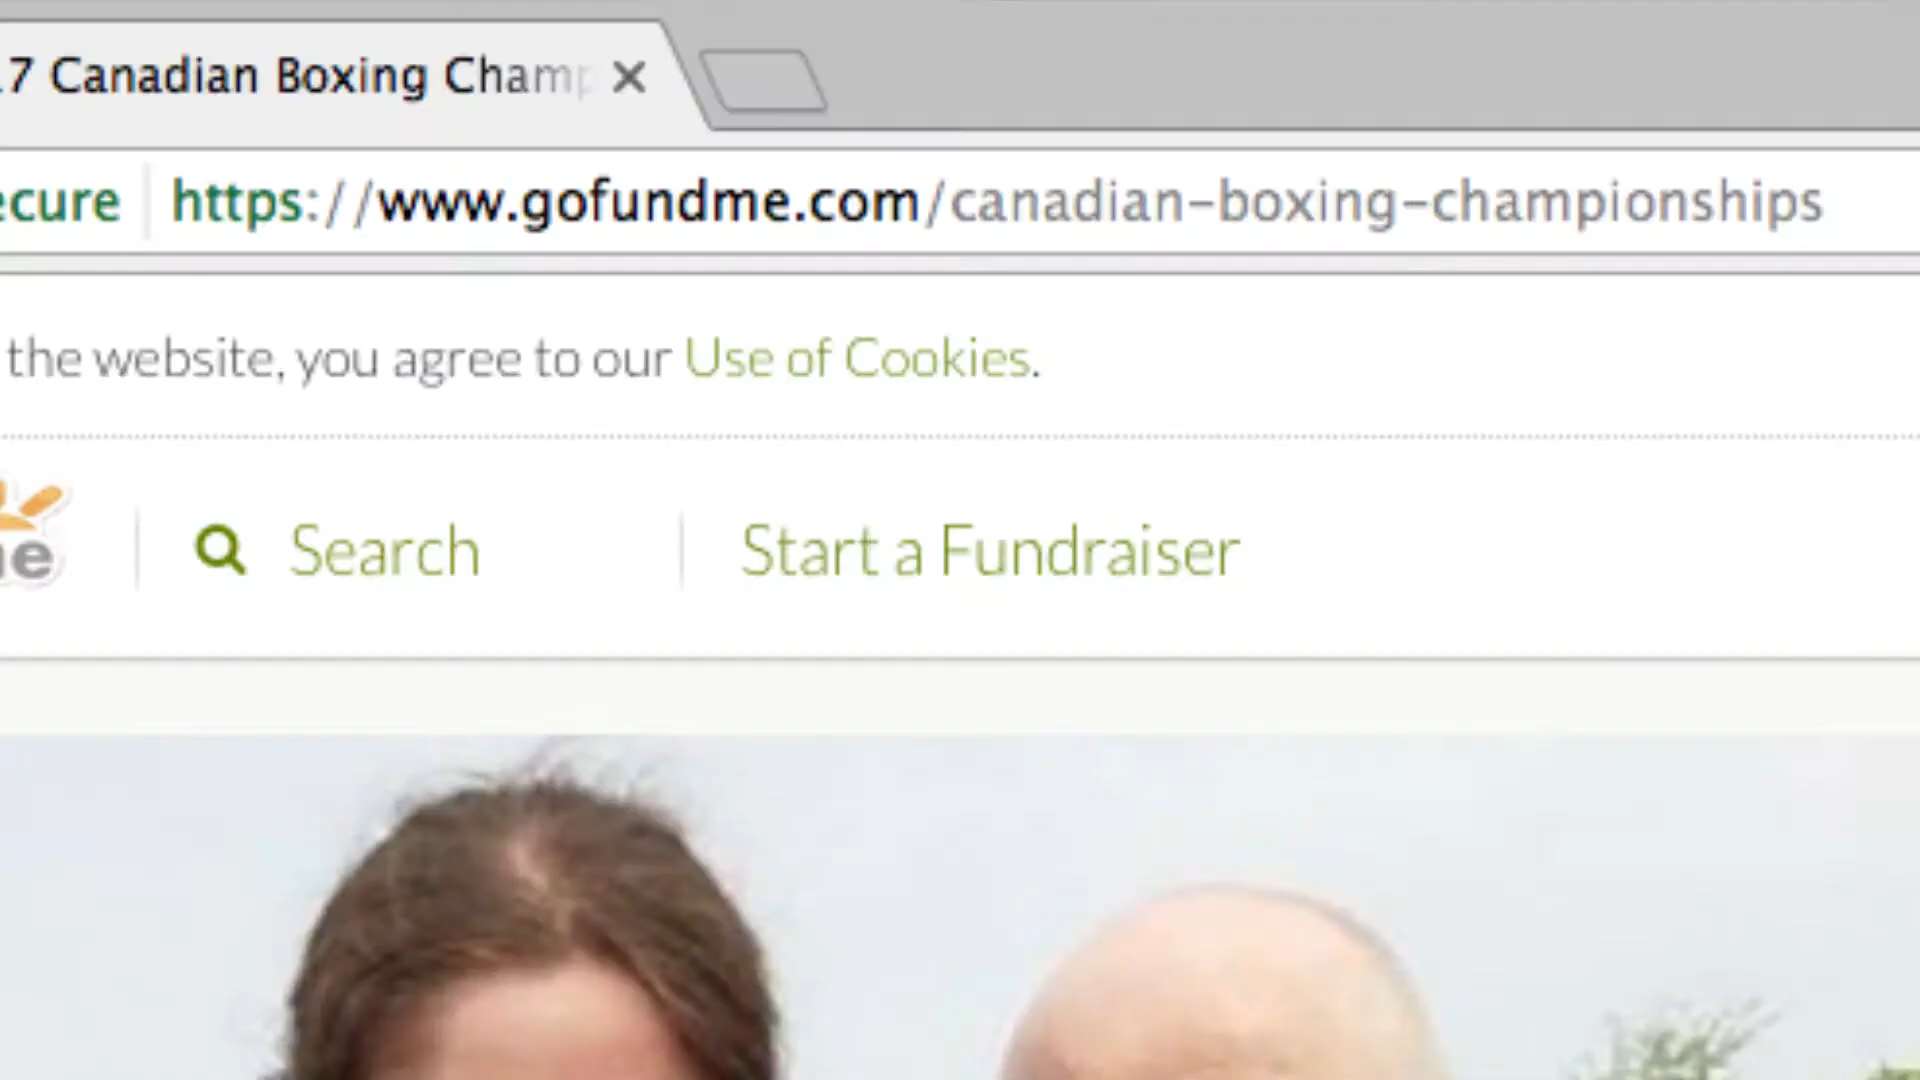 7 Canadian Boxing Champ
ecure https://www.gofundme.com/canadian-boxing-championships
the website, you agree to our Use of Cookies.
e Search Start a Fundraiser